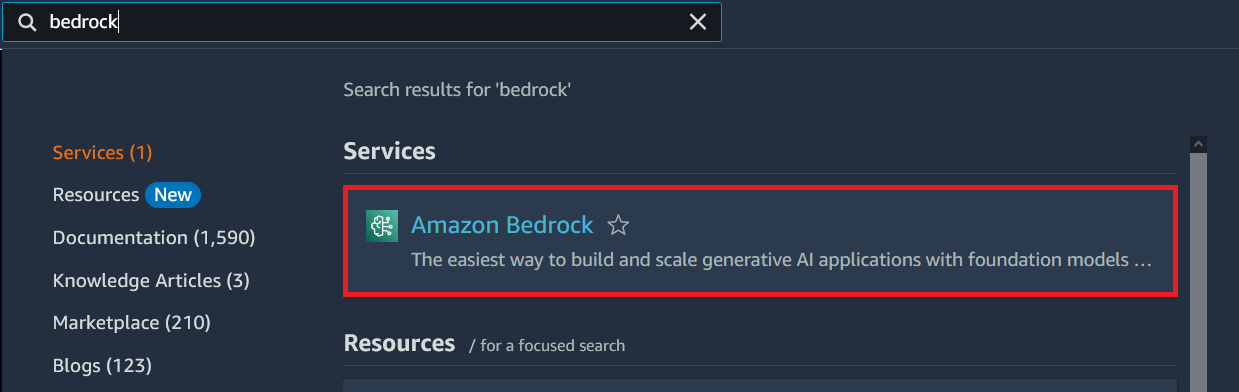 bedrock
Search results for 'bedrock'
Services (1)
Resources New
Documentation (1,590)
Knowledge Articles (3)
Marketplace (210)
Blogs (123)
Services
Amazon Bedrock
The easiest way to build and scale generative AI applications with foundation models ...
Resources / for a focused search